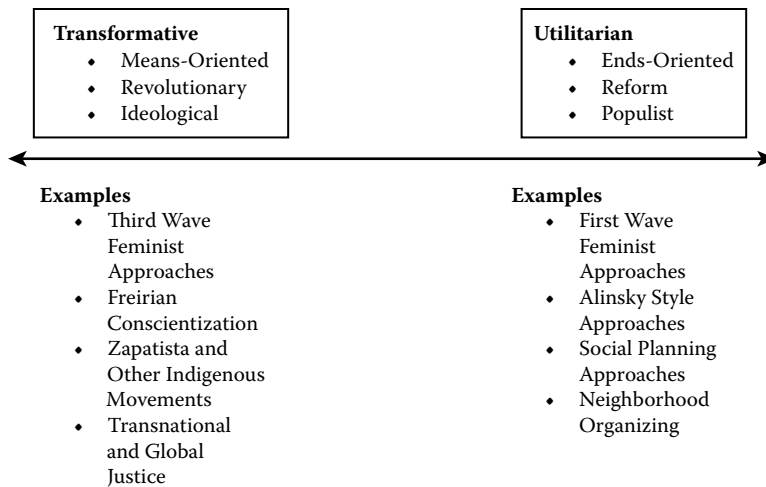 Transformative
• Means-Oriented
• Revolutionary
• Ideological
Utilitarian
• Ends-Oriented
• Reform
• Populist
Examples
• Third Wave
Feminist
Approaches
• Freirian
Conscientization
• Zapatista and
Other Indigenous
Movements
• Transnational
and Global
Justice
Examples
• First Wave
Feminist
Approaches
• Alinsky Style
Approaches
• Social Planning
Approaches
• Neighborhood
Organizing